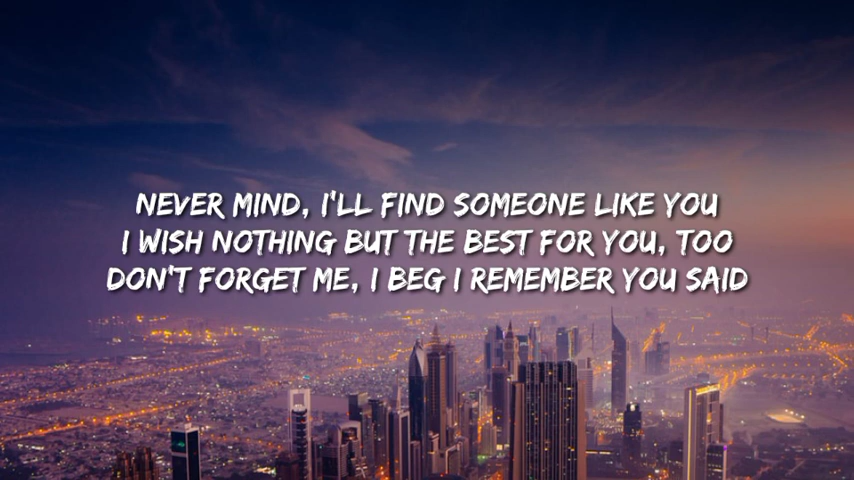 NEVER MIND, I'LL FIND SOMEONE LIKE YOU
I WISH NOTHING BUT THE BEST FOR YOU, TOO
DON'T FORGET ME, I BEG I REMEMBER YOU SAID